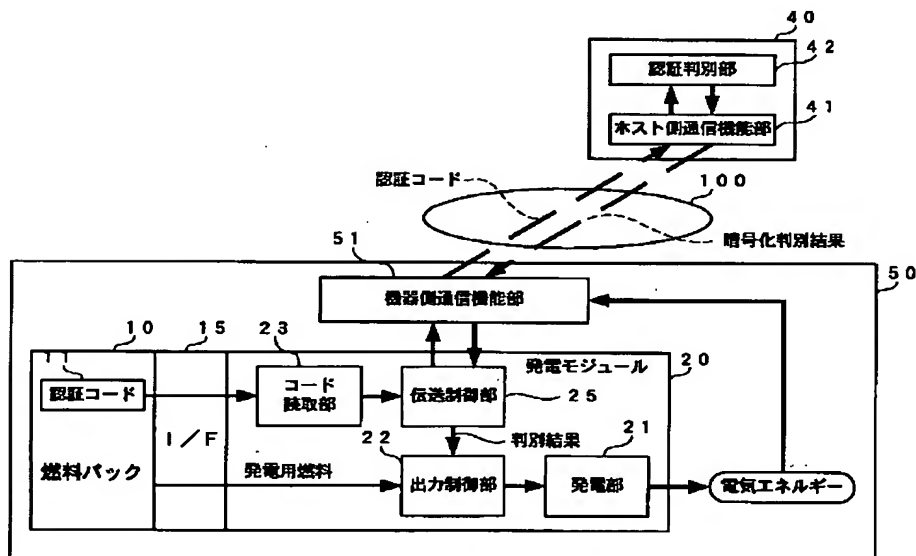 40
42
認証判別部
41
ホスト側通信機能部
認証コード
100
暗号化判別結果
51
50
機器側通信機能部
10
15
23
発電モジュール
20
11
認証コード
コード
読取部
伝送制御部
25
I/F
22
判別結果
21
燃料パック
発電用燃料
出力制御部
発電部
電気エネルギー